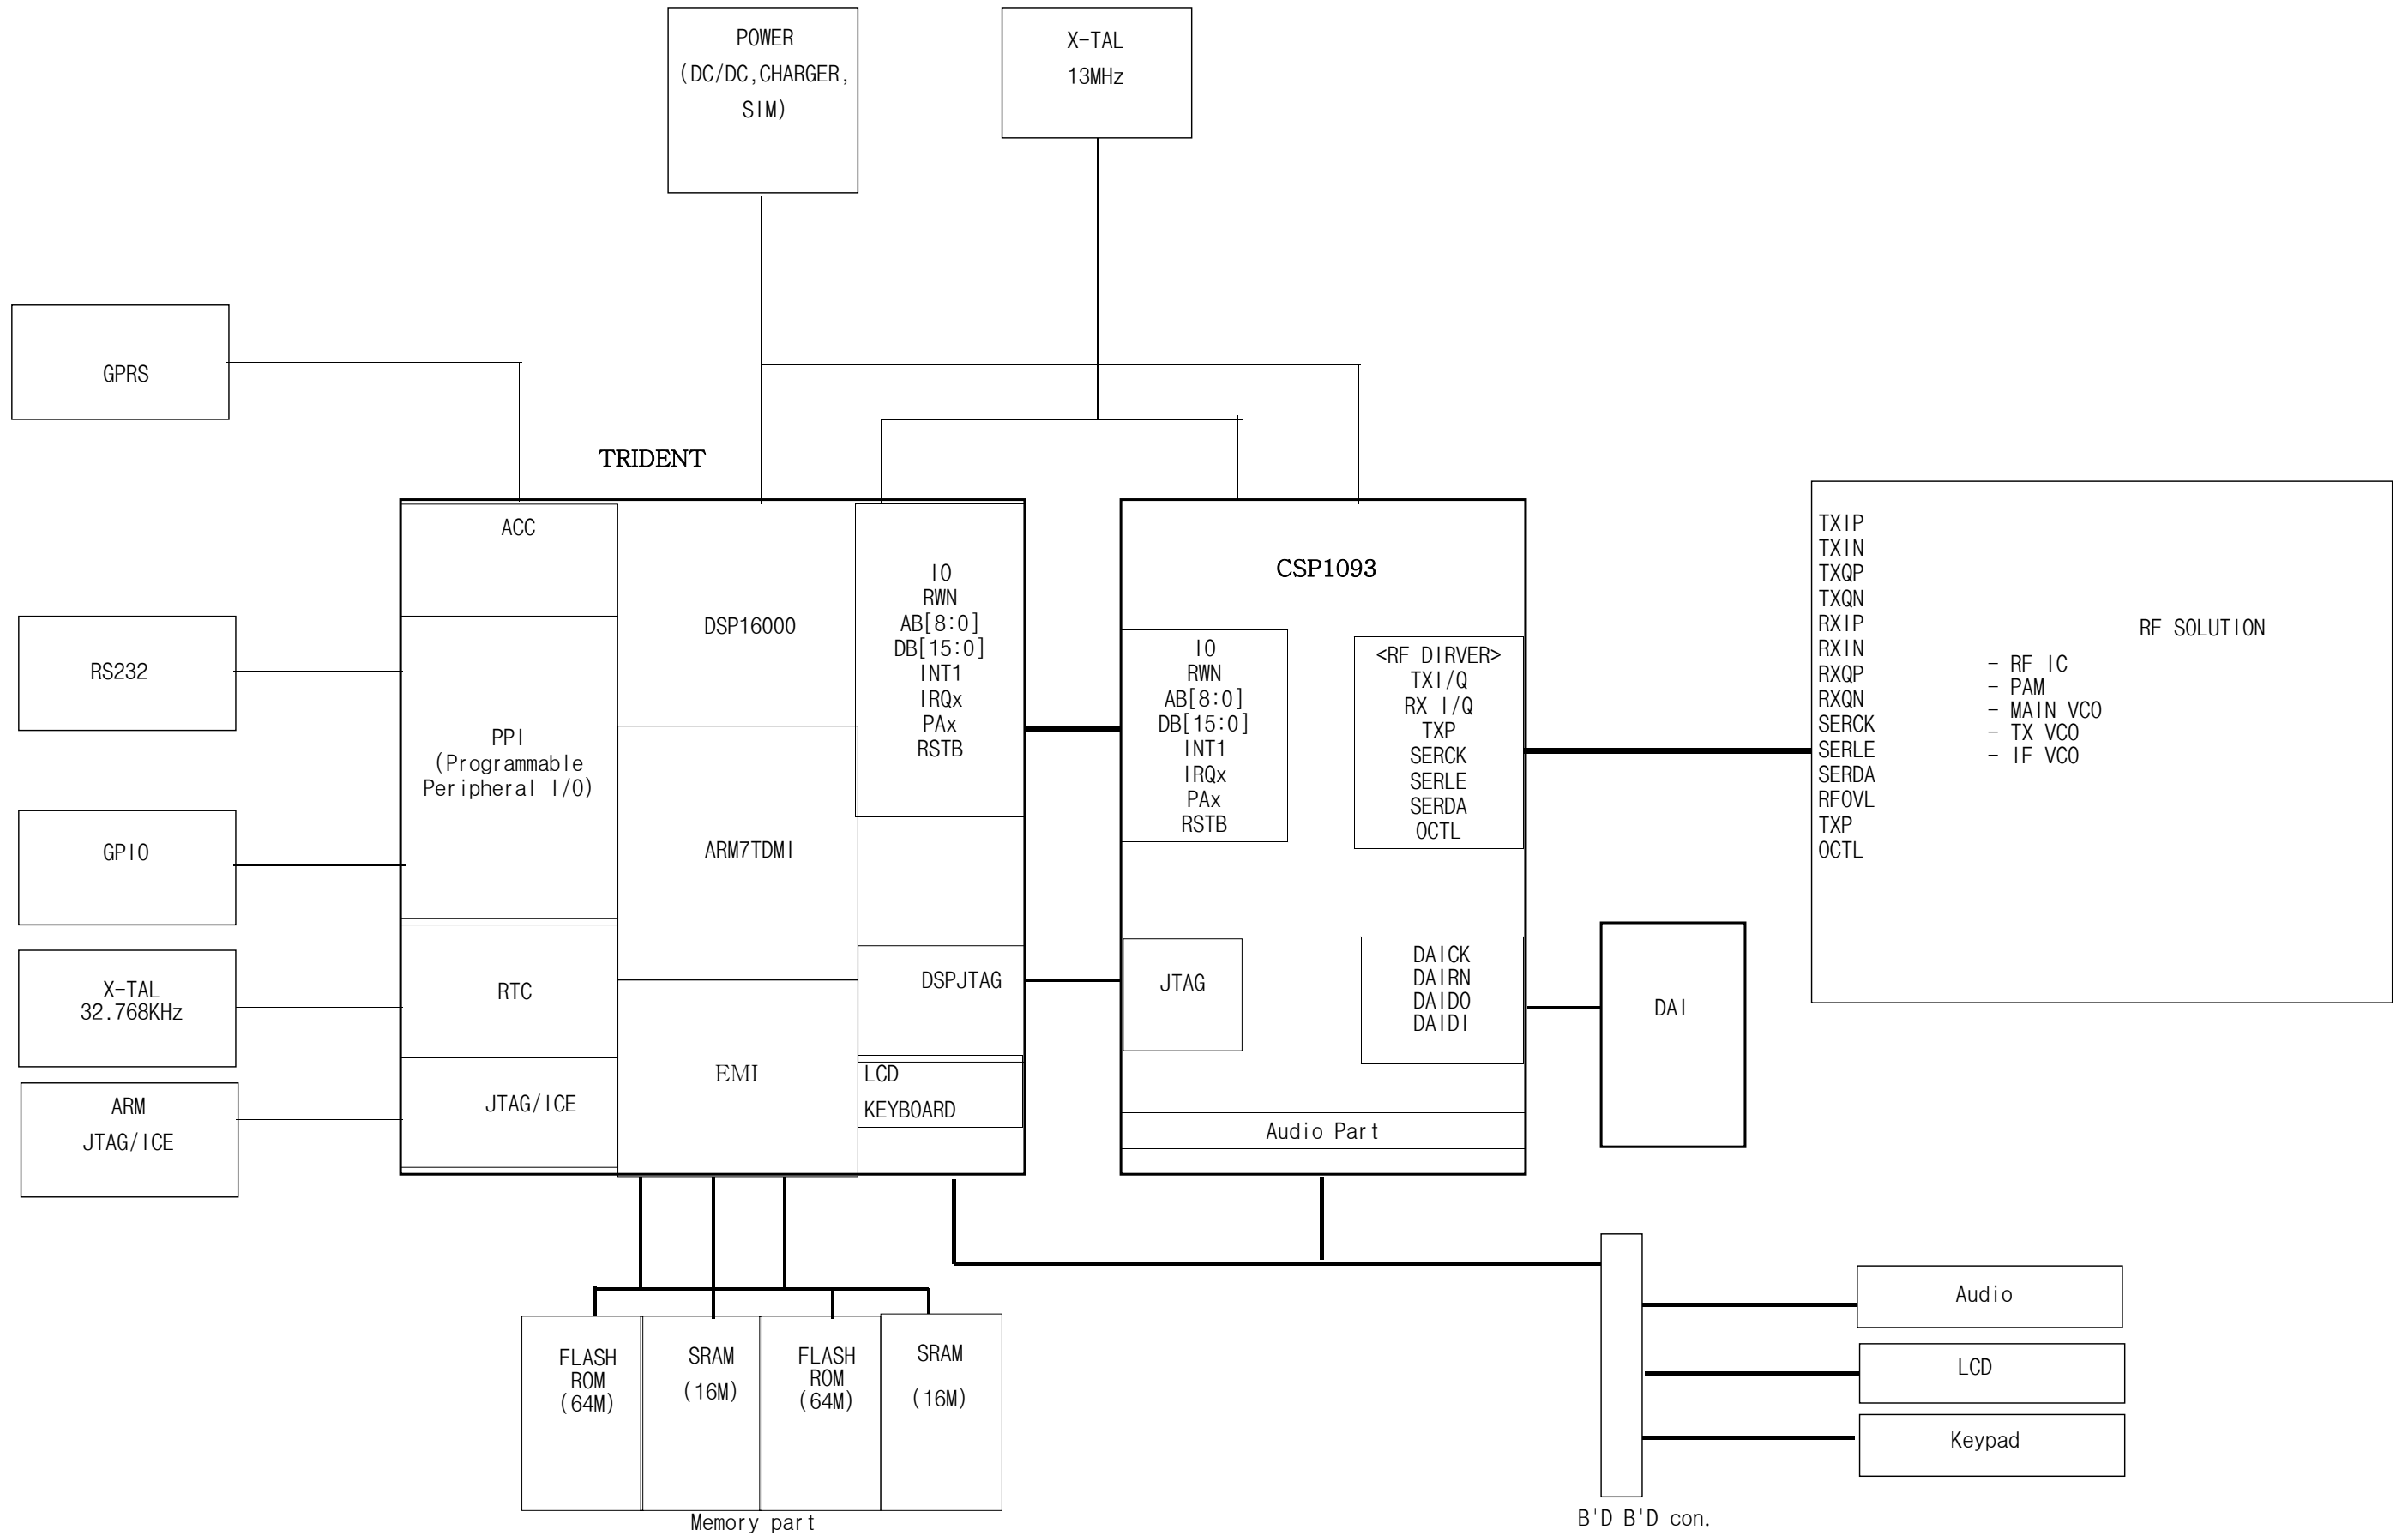 POWER
(DC/DC,CHARGER,
SIM)
X-TAL
13MHz
GPRS
TRIDENT
ACC
RS232
PPI
(Programmable
Peripheral I/O)
GPIO
X-TAL
32.768KHz
RTC
ARM
JTAG/ICE
JTAG/ICE
DSP16000
ARM7TDMI
EMI
IO
RWN
AB[8:0]
DB[15:0]
INT1
IRQx
PAx
RSTB
DSPJTAG
LCD
KEYBOARD
CSP1093
IO
RWN
AB[8:0]
DB[15:0]
INT1
IRQx
PAx
RSTB
<RF DIRVER>
TXI/Q
RX I/Q
TXP
SERCK
SERLE
SERDA
OCTL
JTAG
DAICK
DAIRN
DAIDO
DAIDI
Audio Part
DAI
TXIP
TXIN
TXQP
TXQN
RXIP
RXIN
RXQP
RXQN
SERCK
SERLE
SERDA
RFOVL
TXP
OCTL
RF SOLUTION
- RF IC
- PAM
- MAIN VCO
- TX VCO
- IF VCO
FLASH
ROM
(64M)
SRAM
(16M)
FLASH
ROM
(64M)
SRAM
(16M)
Memory part
Audio
LCD
Keypad
B'D B'D con.